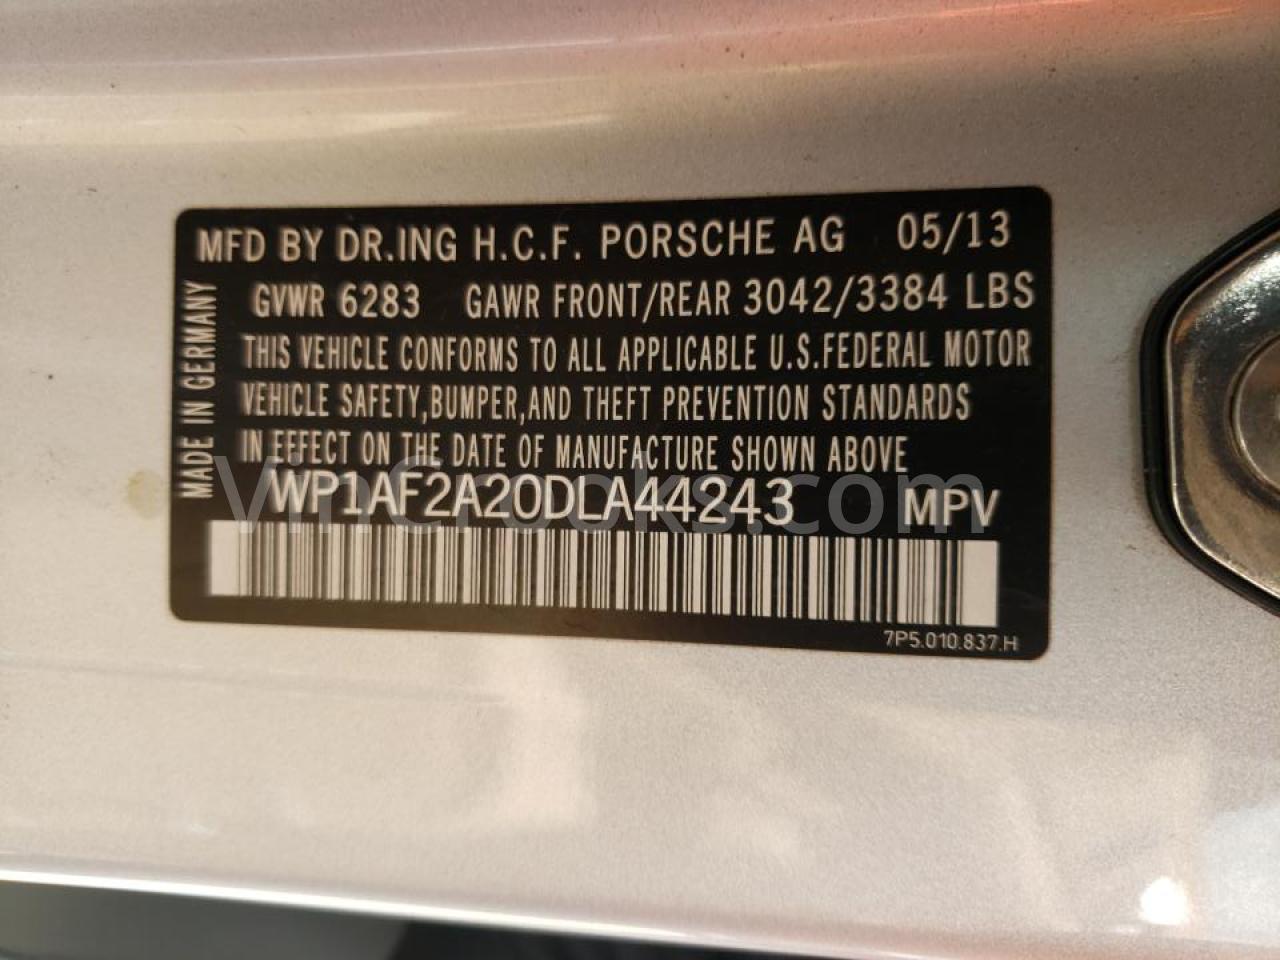 MFD BY DR.ING H.C.F. PORSCHE AG 05/13
GVWR 6283 GAWR FRONT/REAR 3042/3384 LBS
THIS VEHICLE CONFORMS TO ALL APPLICABLE U.S.FEDERAL MOTOR
VEHICLE SAFETY,BUMPER,AND THEFT PREVENTION STANDARDS
IN EFFECT ON THE DATE OF MANUFACTURE SHOWN ABOVE
MADE IN GERMANY
WP1AF2A20DLA44243 MPV
VinCrooks.com
7P5.010.837.H